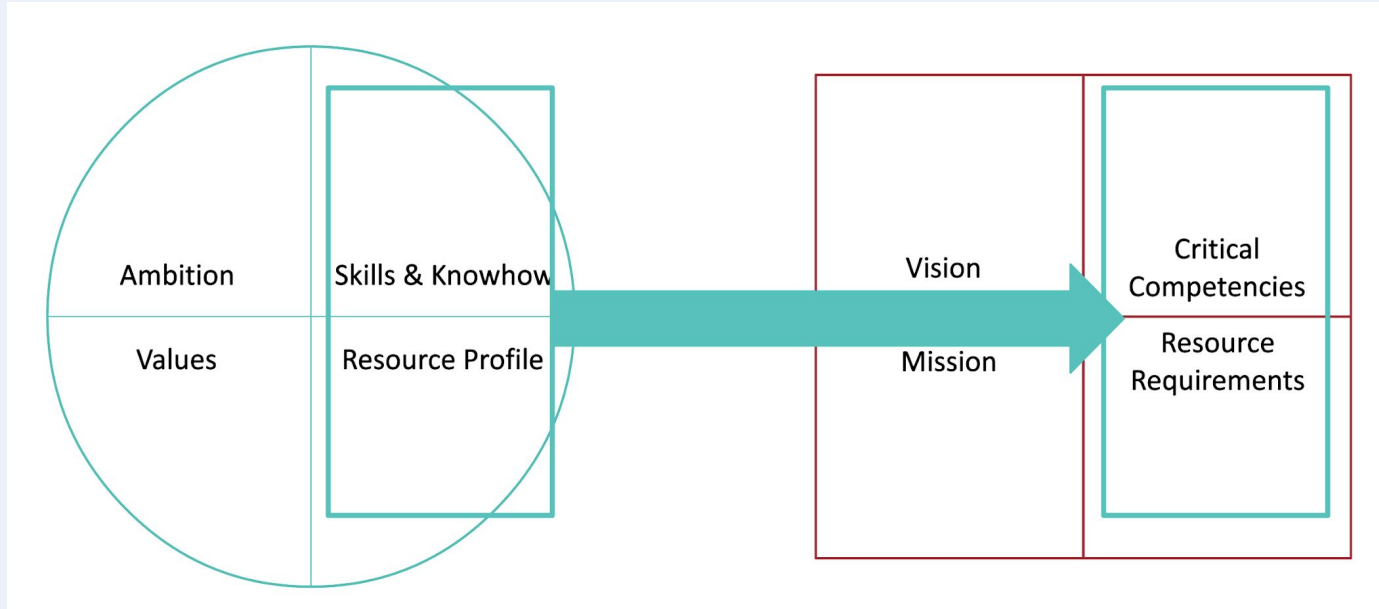 Ambition
Values
Skills & Knowhow
Resource Profile
Vision
Mission
Critical
Competencies
Resource
Requirements